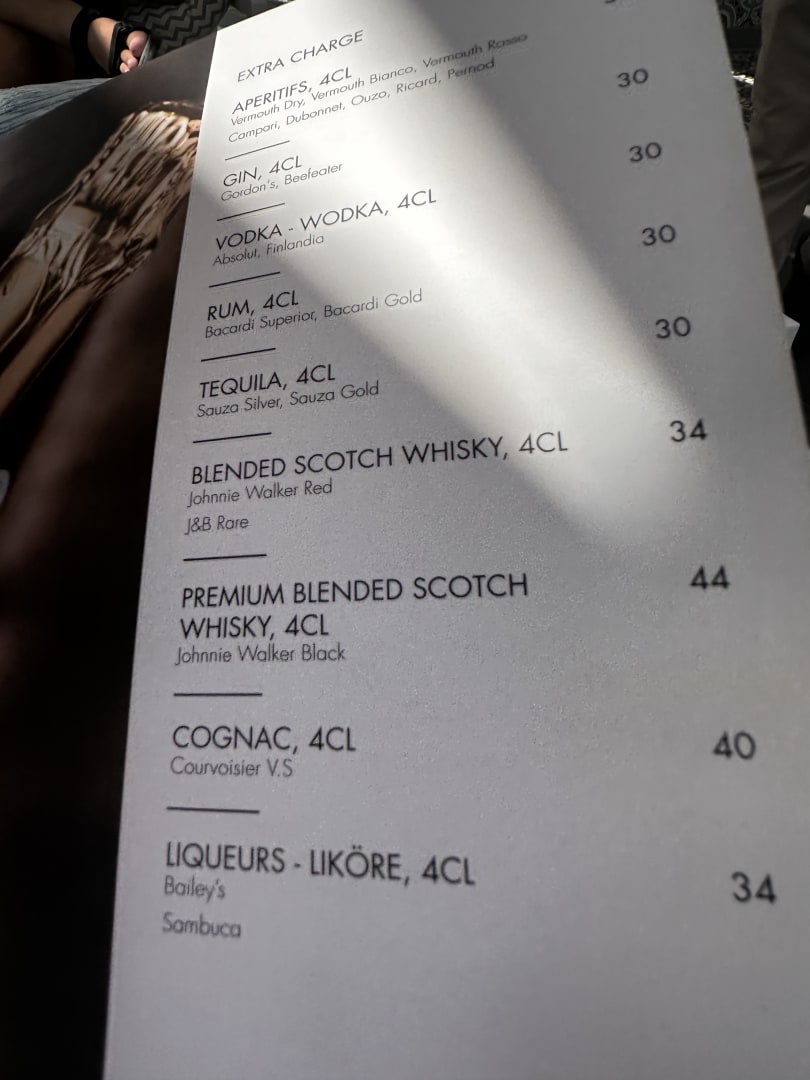 EXTRA CHARGE
APERITIFS, 4CL
Vermouth Dry, Vermouth Bianco, Vermouth Rosso
Campari, Dubonnet, Ouzo, Ricard, Pernod
GIN, 4CL 30
Gordon's, Beefeater
VODKA - WODKA, 4CL 30
Absolut, Finlandia
RUM, 4CL 30
Bacardi Superior, Bacardi Gold
TEQUILA, 4CL 30
Sauza Silver, Sauza Gold
BLENDED SCOTCH WHISKY, 4CL 34
Johnnie Walker Red
J&B Rare
PREMIUM BLENDED SCOTCH 44
WHISKY, 4CL
Johnnie Walker Black
COGNAC, 4CL 40
Courvoisier V.S
LIQUEURS - LIKÖRE, 4CL 34
Bailey's
Sambuca